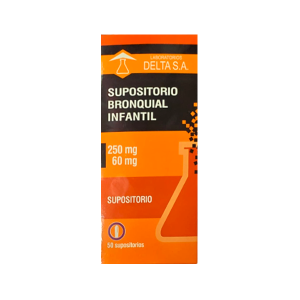 LABORATORIOS
DELTA S.A.
SUPOSITORIO
BRONQUIAL
INFANTIL
250 mg
60 mg
SUPOSITORIO
50 supositorios